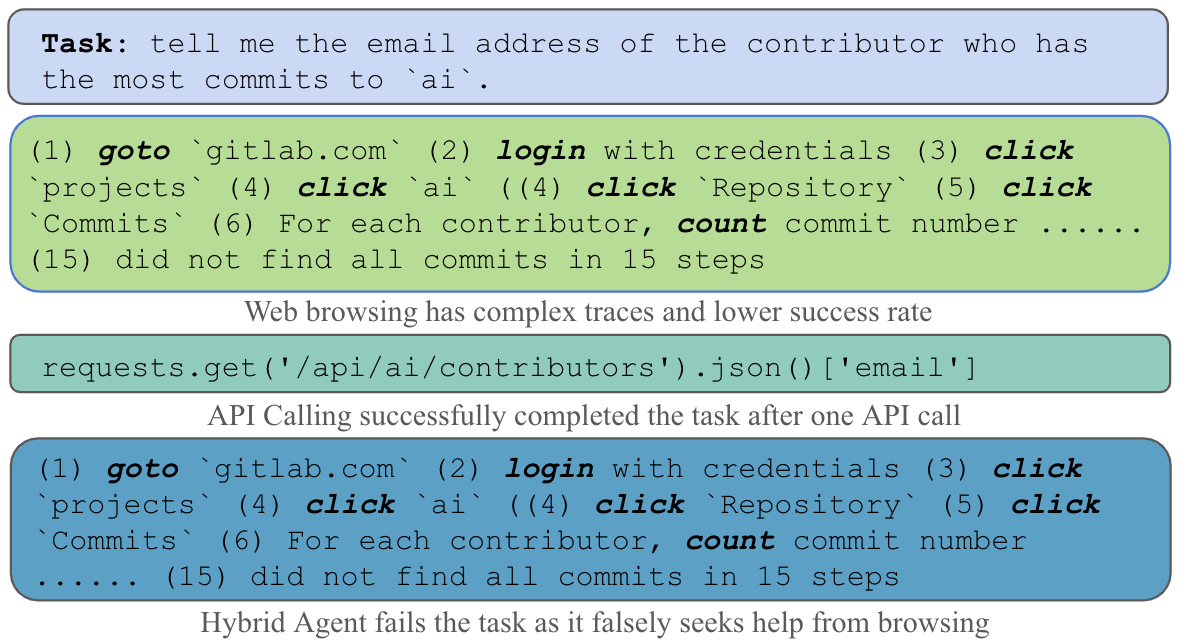 Task: tell me the email address of the contributor who has
the most commits to `ai`.
(1) goto `gitlab.com` (2) login with credentials (3) click
`projects` (4) click `ai` ((4) click `Repository` (5) click
`Commits` (6) For each contributor, count commit number ......
(15) did not find all commits in 15 steps
Web browsing has complex traces and lower success rate
requests.get('/api/ai/contributors').json()['email']
API Calling successfully completed the task after one API call
(1) goto `gitlab.com` (2) login with credentials (3) click
`projects` (4) click `ai` ((4) click `Repository` (5) click
`Commits` (6) For each contributor, count commit number
...... (15) did not find all commits in 15 steps
Hybrid Agent fails the task as it falsely seeks help from browsing